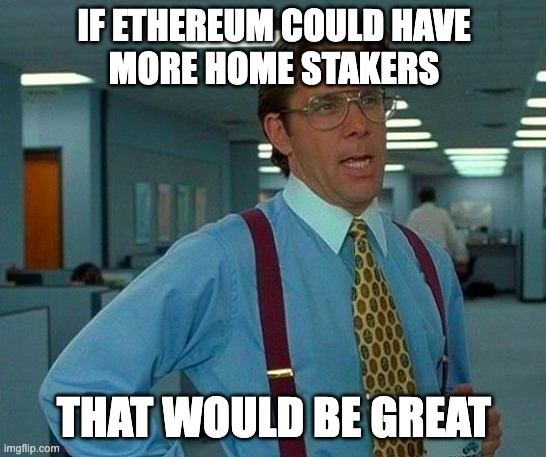 IF ETHEREUM COULD HAVE
MORE HOME STAKERS
THAT WOULD BE GREAT
imgflip.com